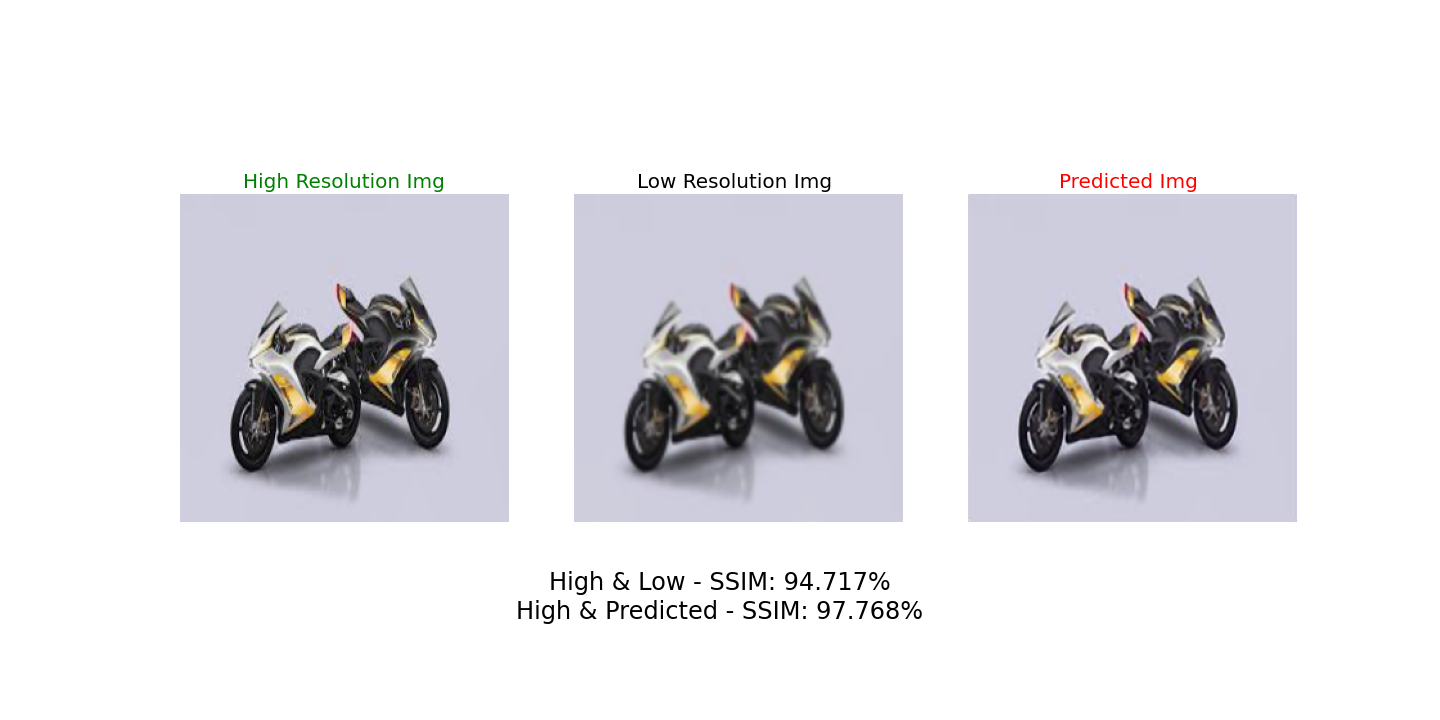 High Resolution Img
Low Resolution Img
Predicted Img
High & Low - SSIM: 94.717%
High & Predicted - SSIM: 97.768%